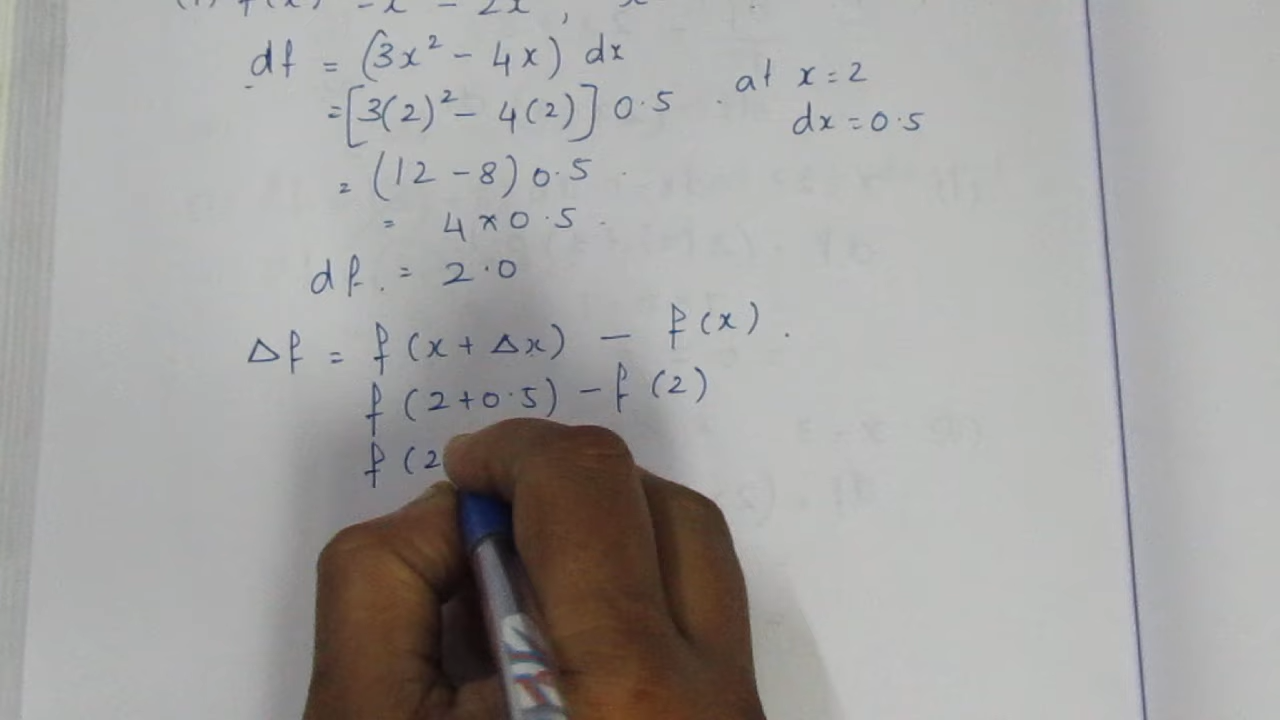 df = (3x² - 4x) dx
= [3(2)² - 4(2)] 0.5 at x = 2
dx = 0.5
= (12 - 8) 0.5
= 4 × 0.5
df = 2.0
Δf = f(x + Δx) - f(x).
f(2+0.5) - f(2)
f(2